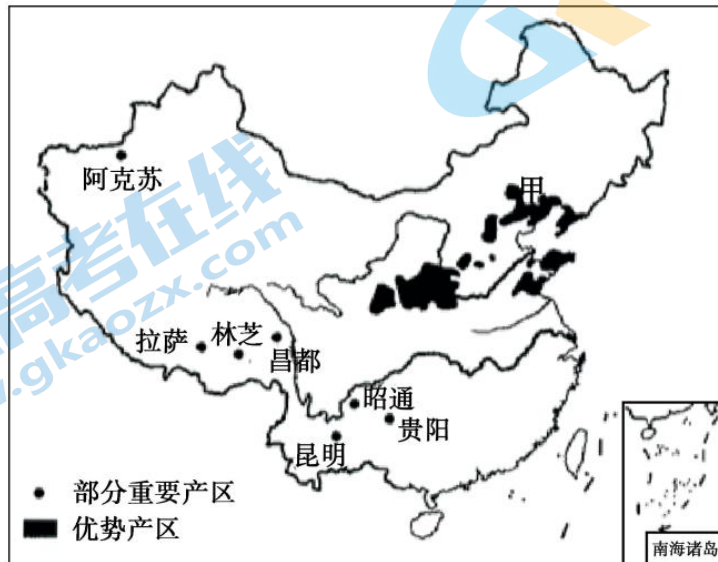 阿克苏
甲
高考在线
www.gkaozx.com
拉萨
林芝
昌都
昭通
贵阳
昆明
部分重要产区
优势产区
南海诸岛